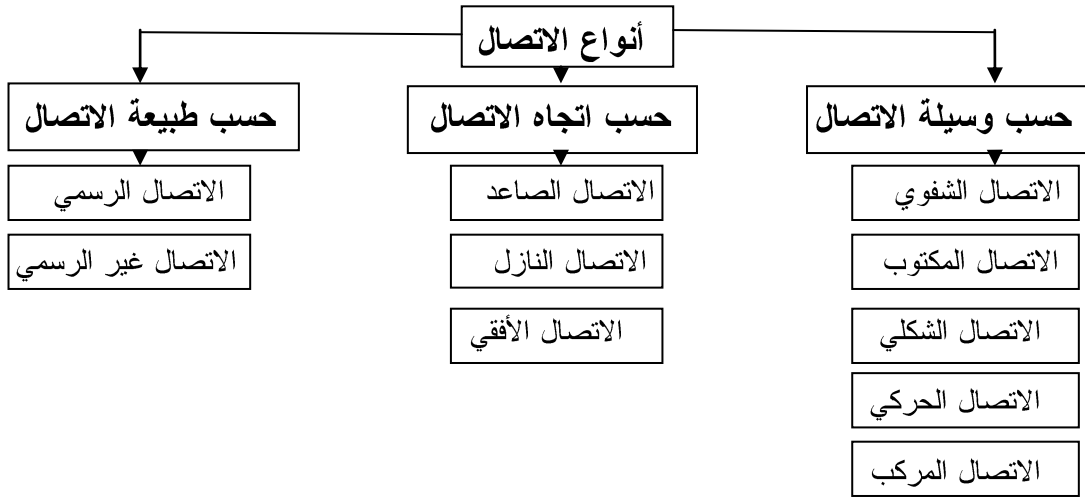 أنواع الاتصال
حسب وسيلة الاتصال
الاتصال الشفوي
الاتصال المكتوب
الاتصال الشكلي
الاتصال الحركي
الاتصال المركب
حسب اتجاه الاتصال
الاتصال الصاعد
الاتصال النازل
الاتصال الأفقي
حسب طبيعة الاتصال
الاتصال الرسمي
الاتصال غير الرسمي